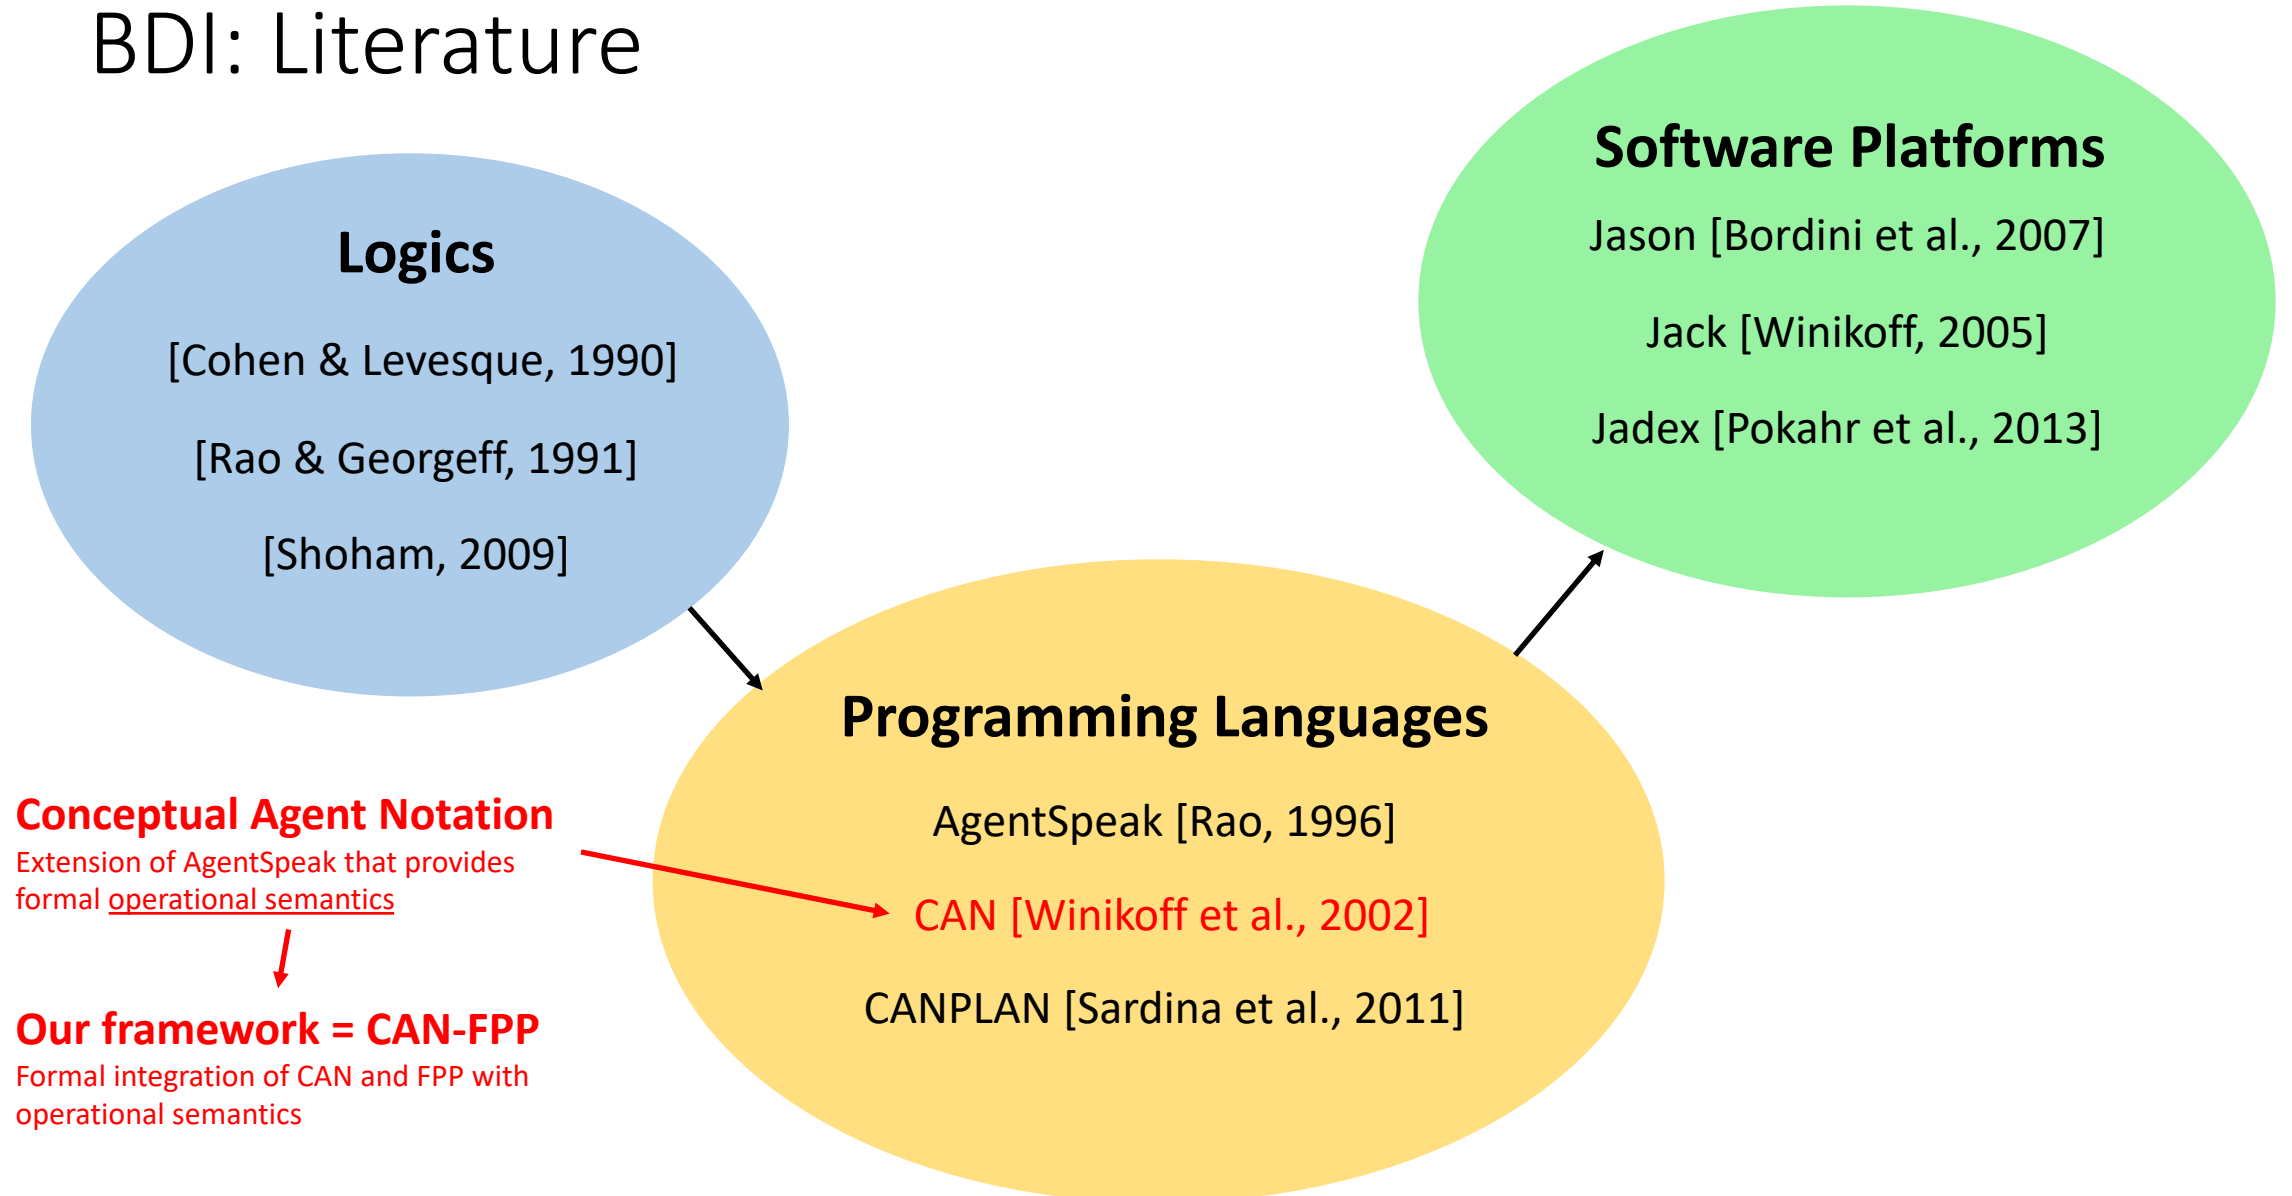 BDI: Literature
Logics
[Cohen & Levesque, 1990]
[Rao & Georgeff, 1991]
[Shoham, 2009]
Software Platforms
Jason [Bordini et al., 2007]
Jack [Winikoff, 2005]
Jadex [Pokahr et al., 2013]
Programming Languages
AgentSpeak [Rao, 1996]
CAN [Winikoff et al., 2002]
CANPLAN [Sardina et al., 2011]
Conceptual Agent Notation
Extension of AgentSpeak that provides
formal operational semantics
Our framework = CAN-FPP
Formal integration of CAN and FPP with
operational semantics